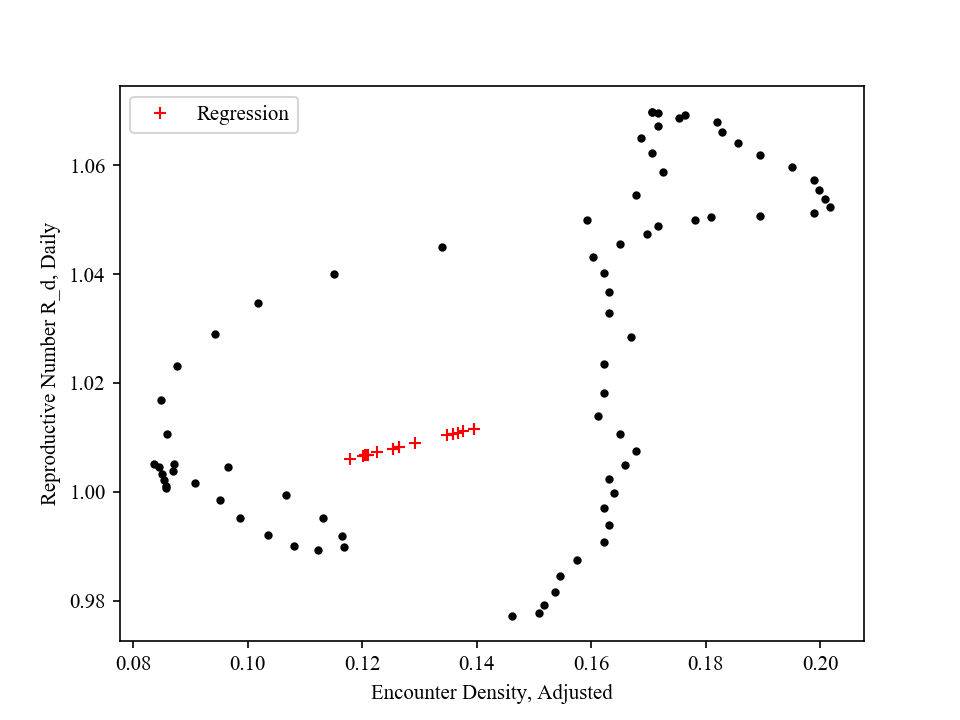 Regression
Reproductive Number R_d, Daily
1.06
1.04
1.02
1.00
0.98
0.08 0.10 0.12 0.14 0.16 0.18 0.20
Encounter Density, Adjusted